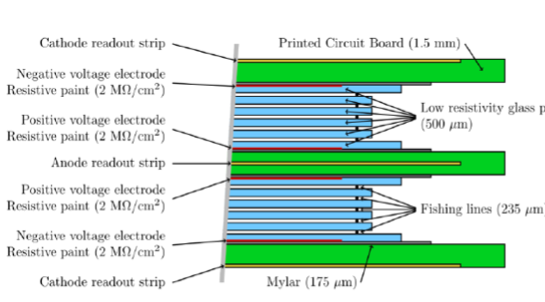 Cathode readout strip
Printed Circuit Board (1.5 mm)
Negative voltage electrode
Resistive paint (2 MΩ/cm²)
Low resistivity glass p
(500 μm)
Positive voltage electrode
Resistive paint (2 MΩ/cm²)
Anode readout strip
Positive voltage electrode
Resistive paint (2 MΩ/cm²)
Fishing lines (235 μm)
Negative voltage electrode
Resistive paint (2 MΩ/cm²)
Cathode readout strip
Mylar (175 μm)